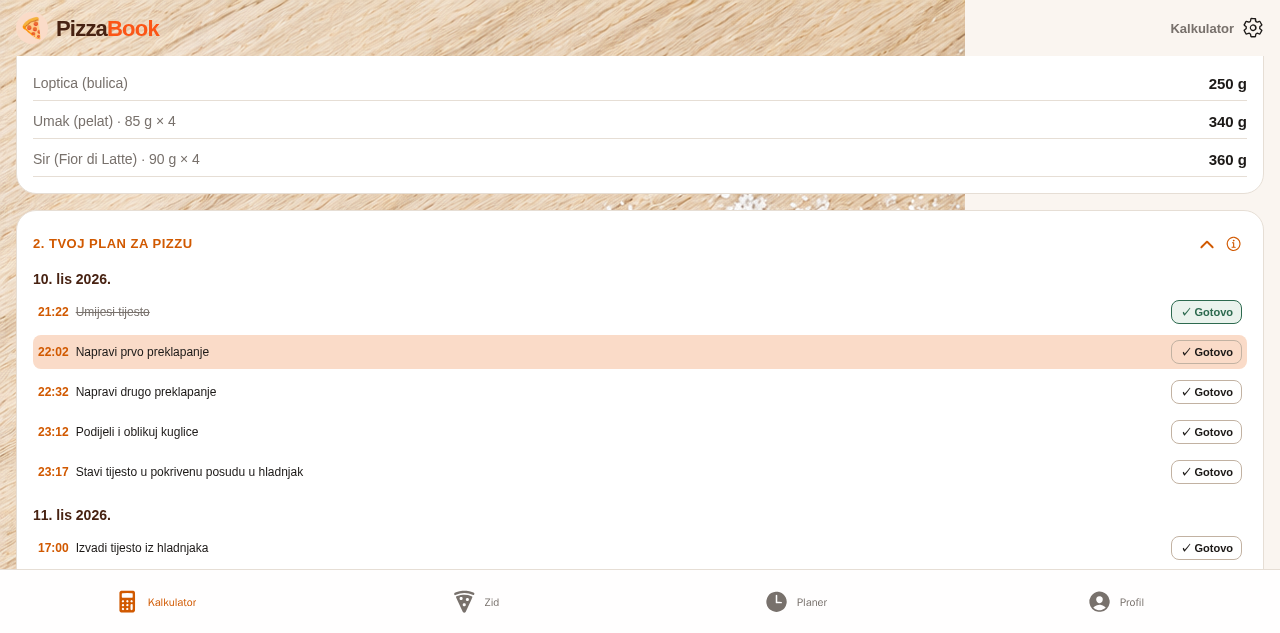 PizzaBook
Kalkulator
Loptica (bulica) 250 g
Umak (pelat) · 85 g × 4 340 g
Sir (Fior di Latte) · 90 g × 4 360 g
2. TVOJ PLAN ZA PIZZU
10. lis 2026.
21:22 Umijesi tijesto ✓ Gotovo
22:02 Napravi prvo preklapanje ✓ Gotovo
22:32 Napravi drugo preklapanje ✓ Gotovo
23:12 Podijeli i oblikuj kuglice ✓ Gotovo
23:17 Stavi tijesto u pokrivenu posudu u hladnjak ✓ Gotovo
11. lis 2026.
17:00 Izvadi tijesto iz hladnjaka ✓ Gotovo
Kalkulator Zid Planer Profil